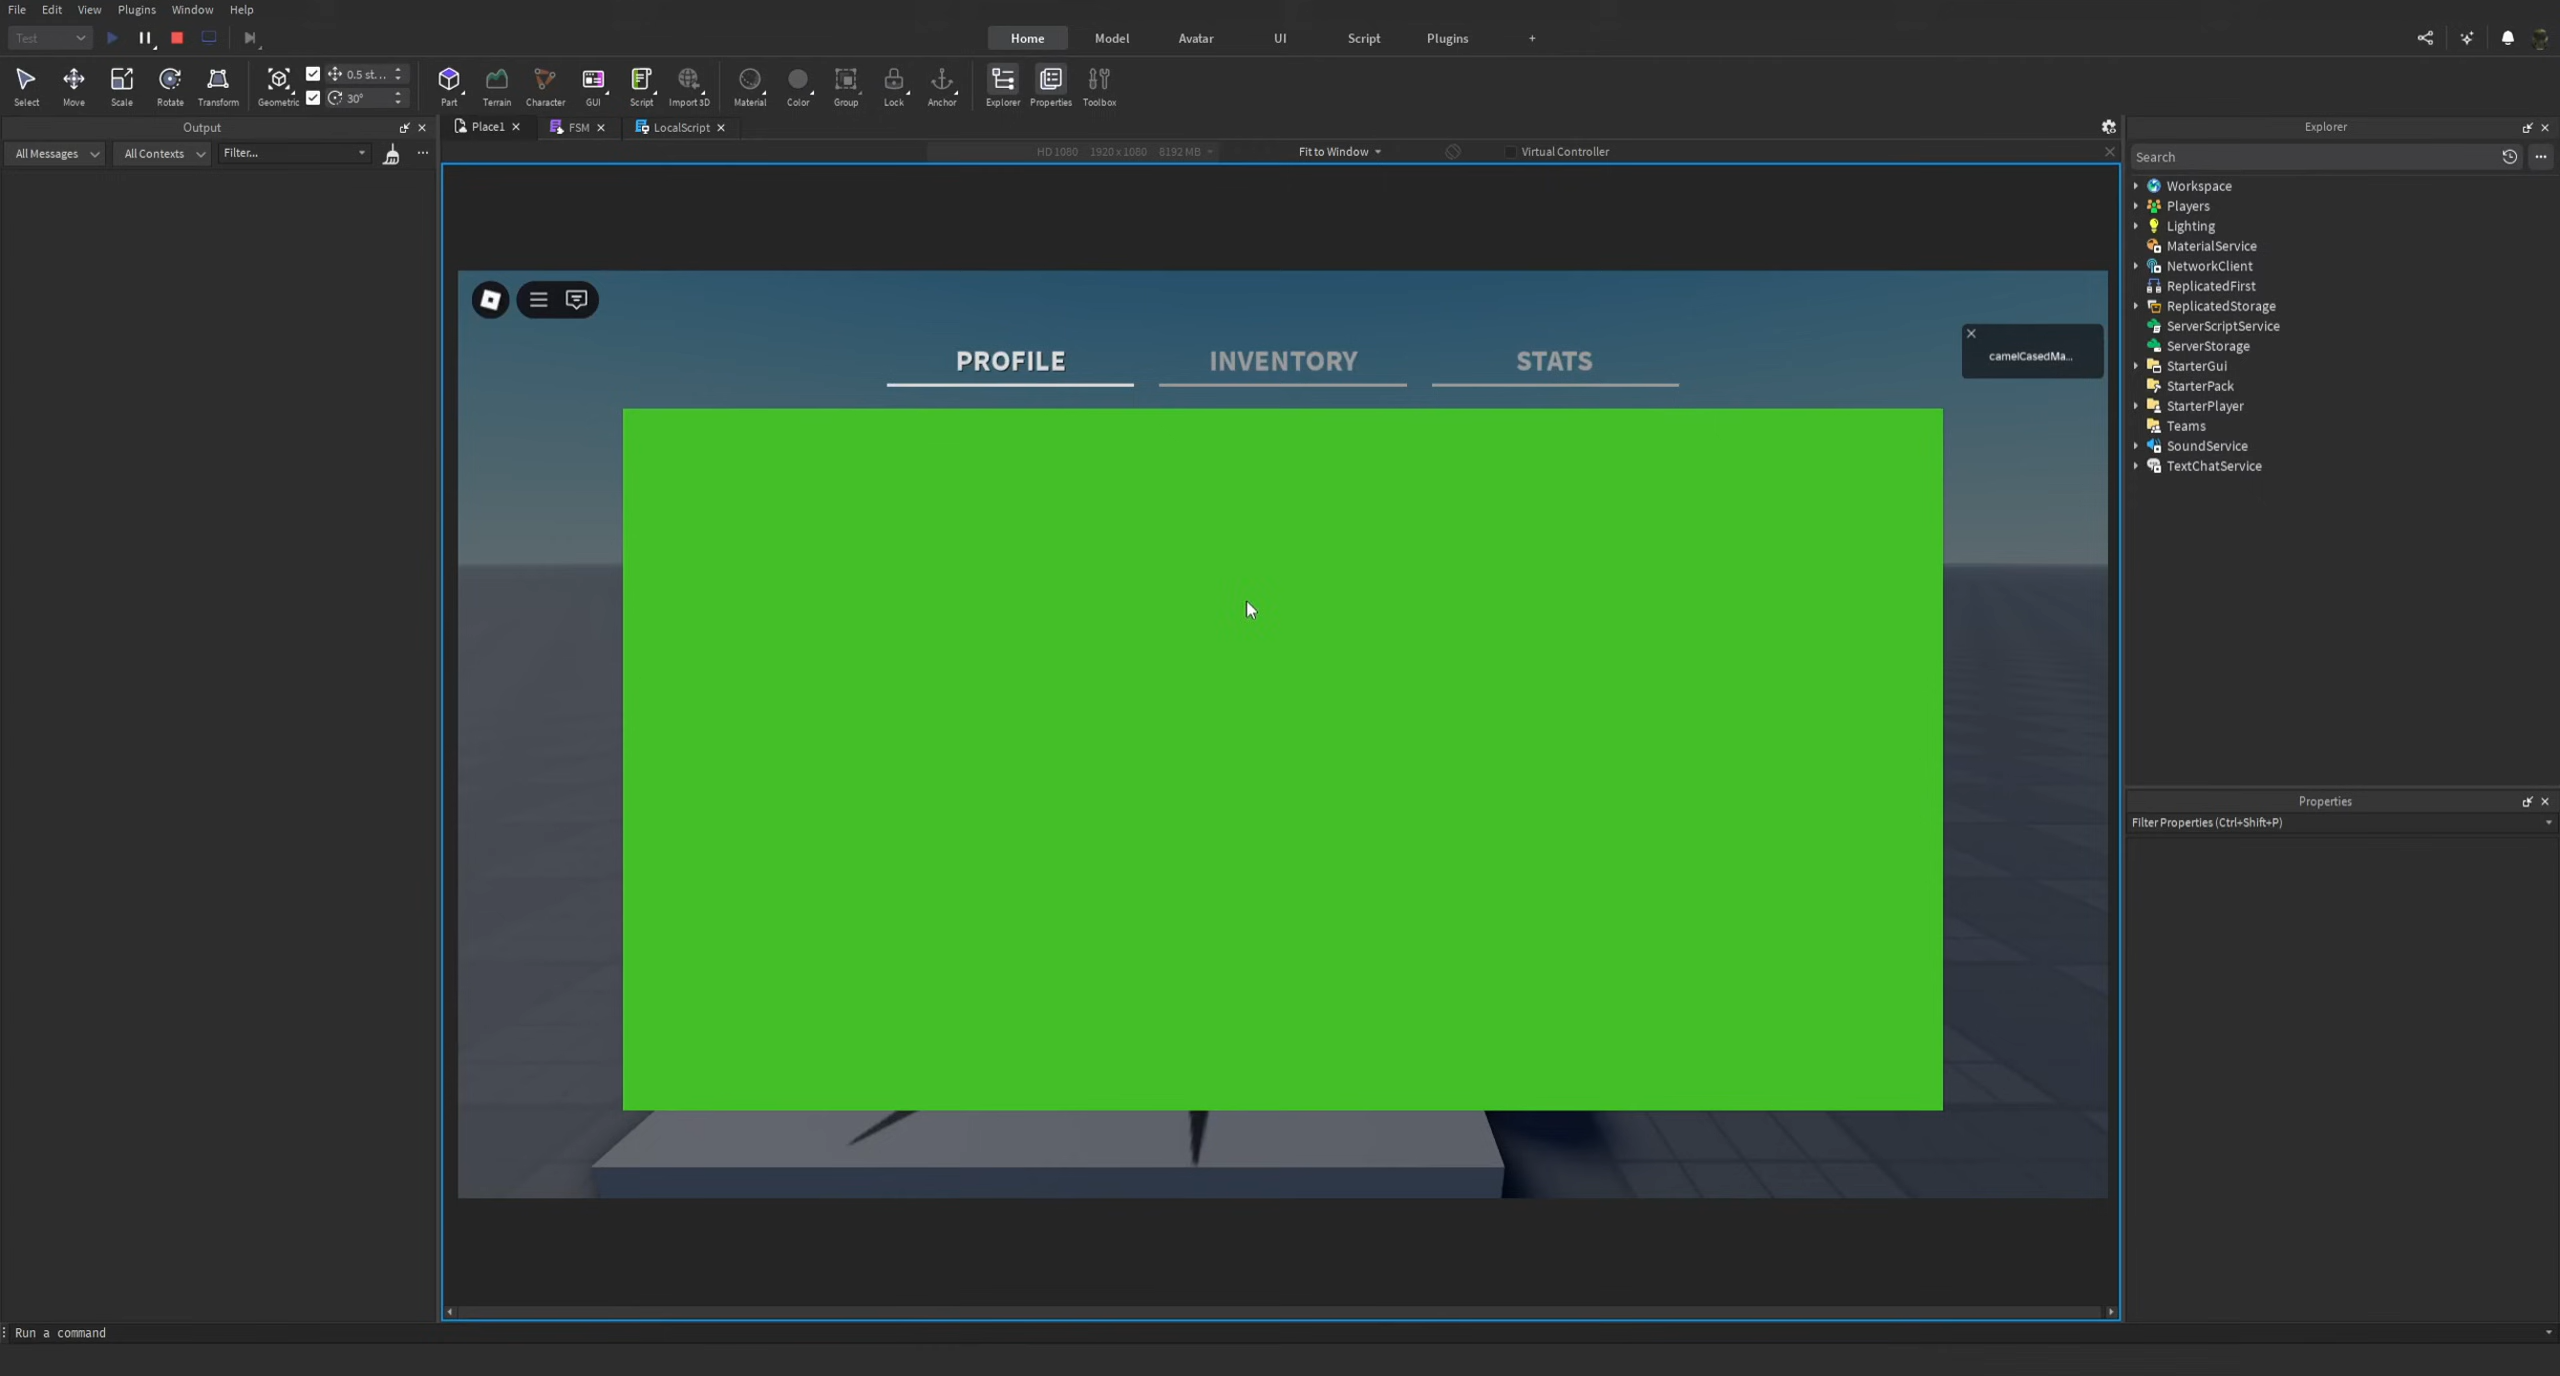 File Edit View Plugins Window Help
Test
Home Model Avatar UI Script Plugins +
0.5 st...
30°
Select Move Scale Rotate Transform Geometric Part Terrain Character GUI Script Import 3D Material Color Group Lock Anchor Explorer Properties Toolbox
Output
All Messages All Contexts Filter...
Place1 FSM LocalScript
HD 1080 1920 x 1080 8192 MB Fit to Window Virtual Controller
PROFILE INVENTORY STATS
camelCasedMa...
Explorer
Search
Workspace
Players
Lighting
MaterialService
NetworkClient
ReplicatedFirst
ReplicatedStorage
ServerScriptService
ServerStorage
StarterGui
StarterPack
StarterPlayer
Teams
SoundService
TextChatService
Properties
Filter Properties (Ctrl+Shift+P)
Run a command